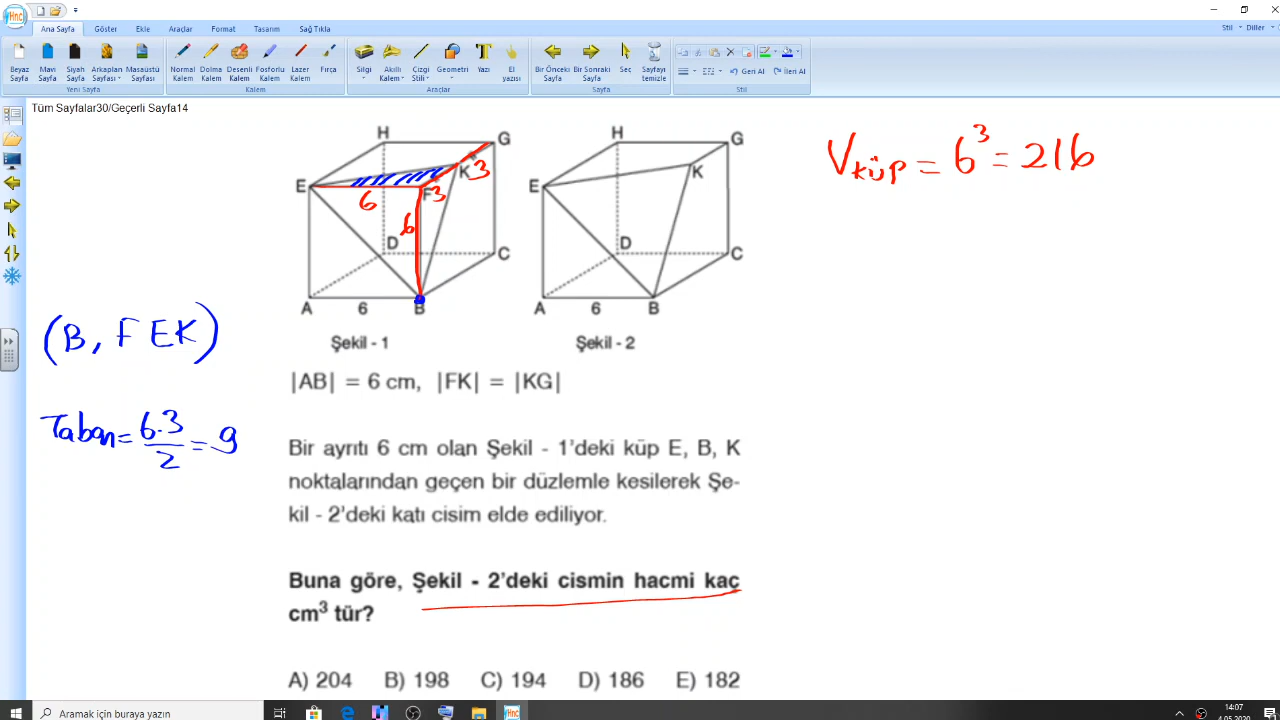 Stil - Diller -
Ana Sayfa Göster Ekle Araçlar Format Tasarım Sağ Tıkla
Beyaz Sayfa Mavi Sayfa Siyah Sayfa Arkaplan Sayfası Masaüstü Sayfası Normal Kalem Dolma Kalem Desenli Kalem Fosforlu Kalem Lazer Kalem Fırça Silgi Akıllı Kalem Çizgi Stili Geometri Yazı El yazısı Bir Önceki Sayfa Bir Sonraki Sayfa Seç Sayfayı temizle Geri Al İleri Al
Yeni Sayfa Kalem Araçlar Sayfa Stil
Tüm Sayfalar30/Geçerli Sayfa14
H G E K F D C A B 6
6 3 3 6
Şekil - 1
H G E K D C A B 6
Şekil - 2
Vküp = 6³ = 216
(B, FEK)
Taban = 6.3/2 = 9
|AB| = 6 cm, |FK| = |KG|
Bir ayrıtı 6 cm olan Şekil - 1'deki küp E, B, K
noktalarından geçen bir düzlemle kesilerek Şe-
kil - 2'deki katı cisim elde ediliyor.
Buna göre, Şekil - 2'deki cismin hacmi kaç
cm³ tür?
A) 204 B) 198 C) 194 D) 186 E) 182
Aramak için buraya yazın
14:07
4.05.2020